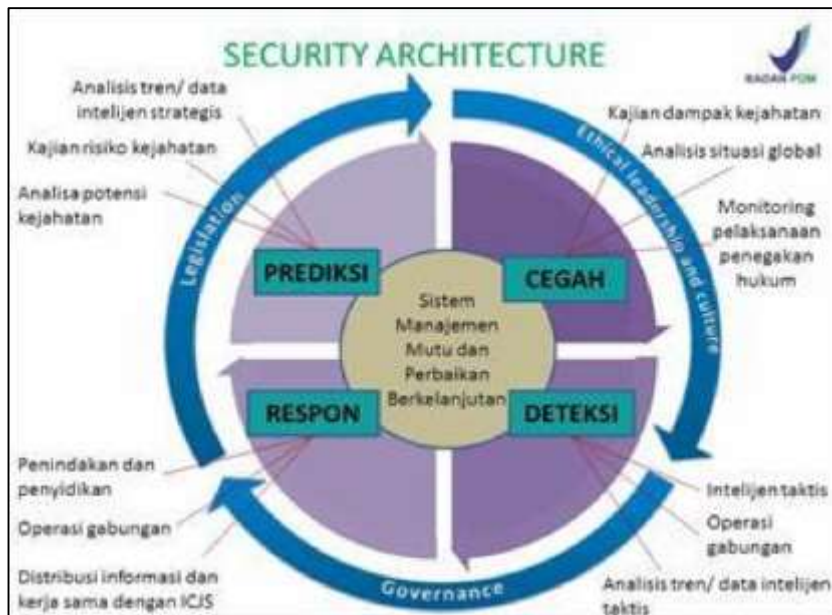 SECURITY ARCHITECTURE
BADAN POM
Analisis tren/ data
intelijen strategis
Kajian risiko kejahatan
Analisa potensi
kejahatan
Kajian dampak kejahatan
Analisis situasi global
Monitoring
pelaksanaan
penegakan
hukum
Legislation
Ethical leadership and culture
PREDIKSI
CEGAH
Sistem
Manajemen
Mutu dan
Perbaikan
Berkelanjutan
RESPON
DETEKSI
Penindakan dan
penyidikan
Operasi gabungan
Distribusi informasi dan
kerja sama dengan ICJS
Intelijen taktis
Operasi
gabungan
Analisis tren/ data intelijen
taktis
Governance